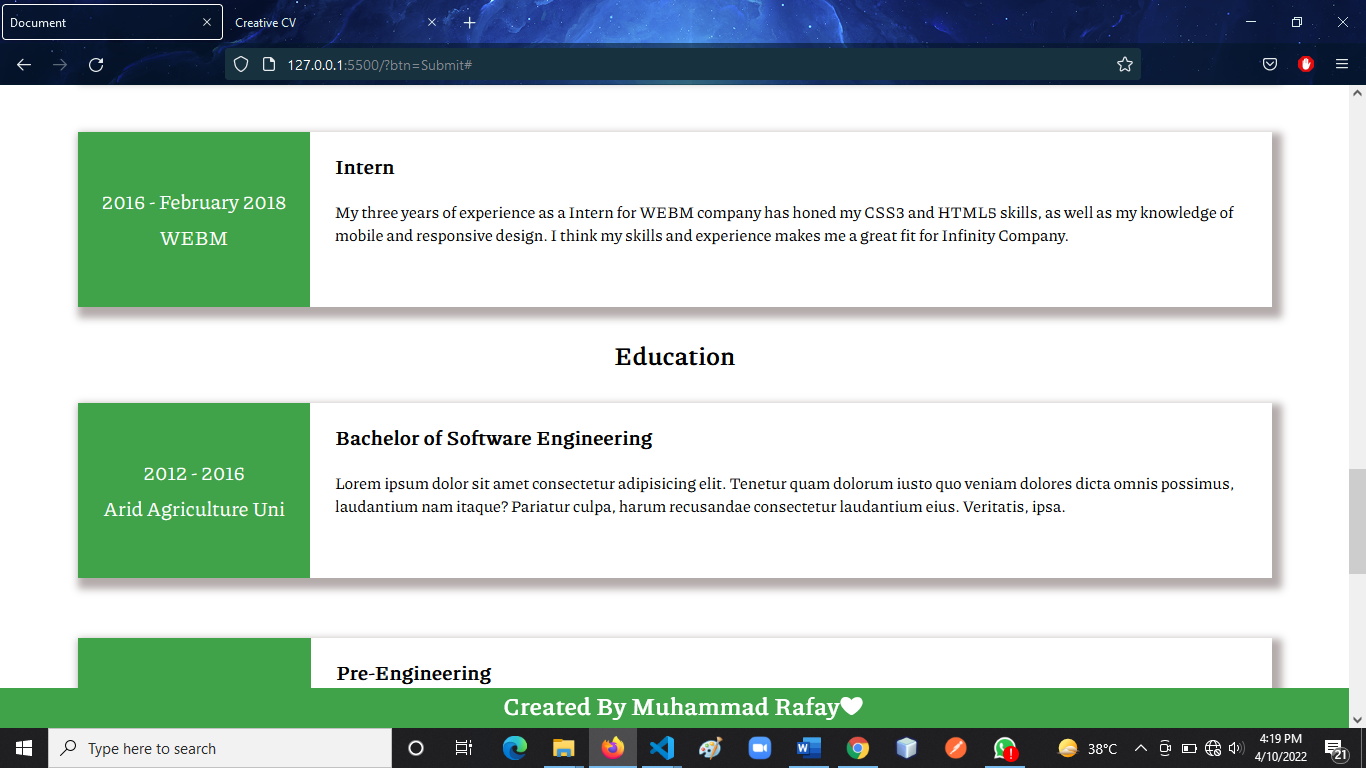 Document
Creative CV
127.0.0.1:5500/?btn=Submit#
2016 - February 2018
WEBM
Intern
My three years of experience as a Intern for WEBM company has honed my CSS3 and HTML5 skills, as well as my knowledge of
mobile and responsive design. I think my skills and experience makes me a great fit for Infinity Company.
Education
2012 - 2016
Arid Agriculture Uni
Bachelor of Software Engineering
Lorem ipsum dolor sit amet consectetur adipisicing elit. Tenetur quam dolorum iusto quo veniam dolores dicta omnis possimus,
laudantium nam itaque? Pariatur culpa, harum recusandae consectetur laudantium eius. Veritatis, ipsa.
Pre-Engineering
Created By Muhammad Rafay
Type here to search
38°C
4:19 PM
4/10/2022
21